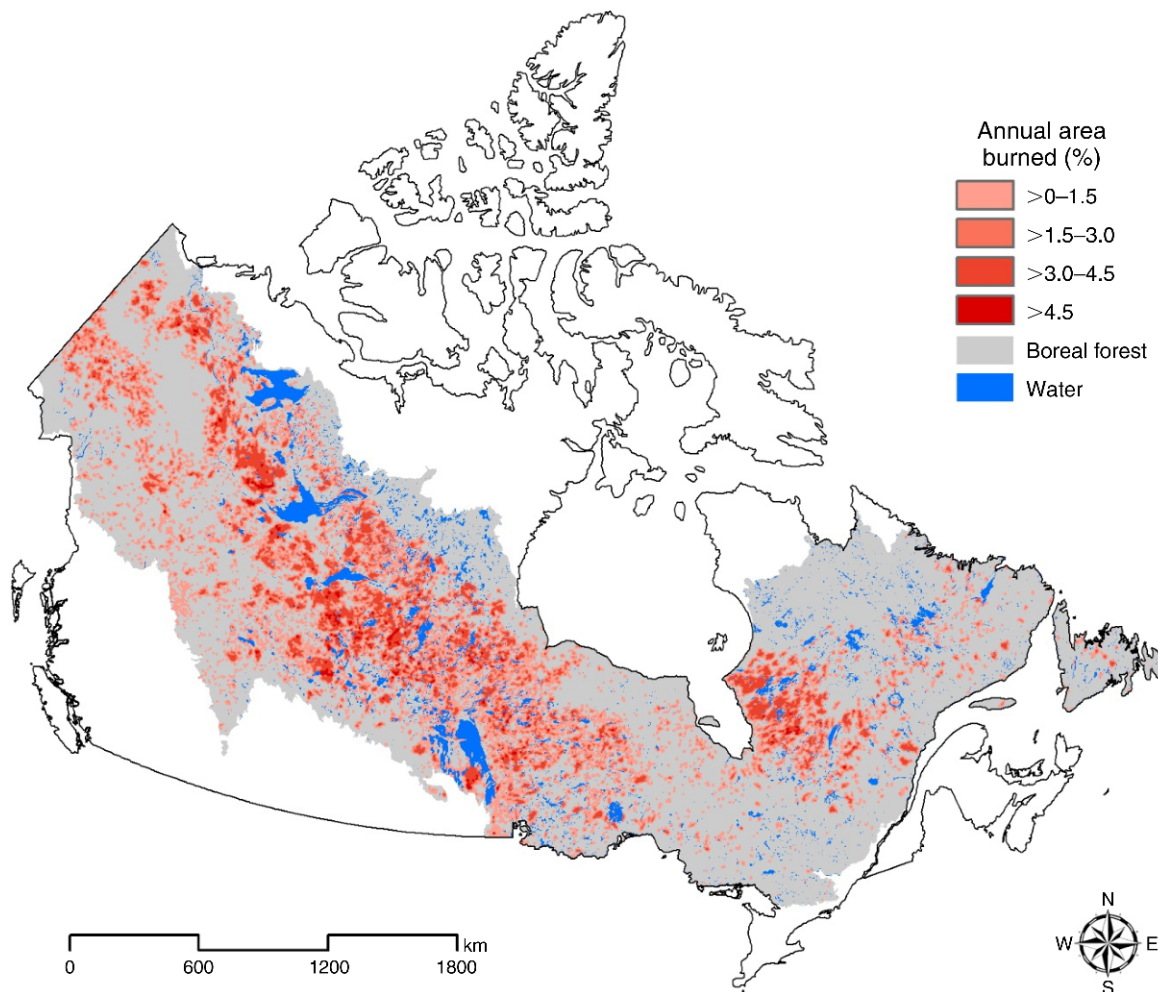 Annual area
burned (%)
>0–1.5
>1.5–3.0
>3.0–4.5
>4.5
Boreal forest
Water
km
0 600 1200 1800
N
W E
S